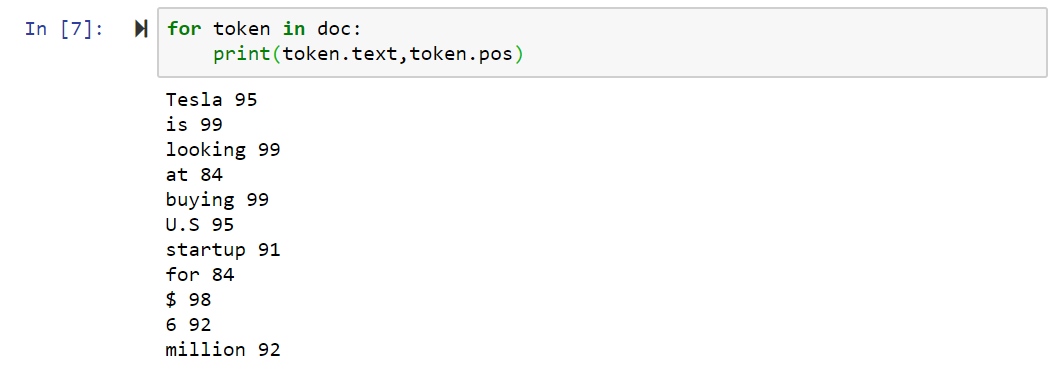 In [7]: for token in doc:
print(token.text,token.pos)
Tesla 95
is 99
looking 99
at 84
buying 99
U.S 95
startup 91
for 84
$ 98
6 92
million 92